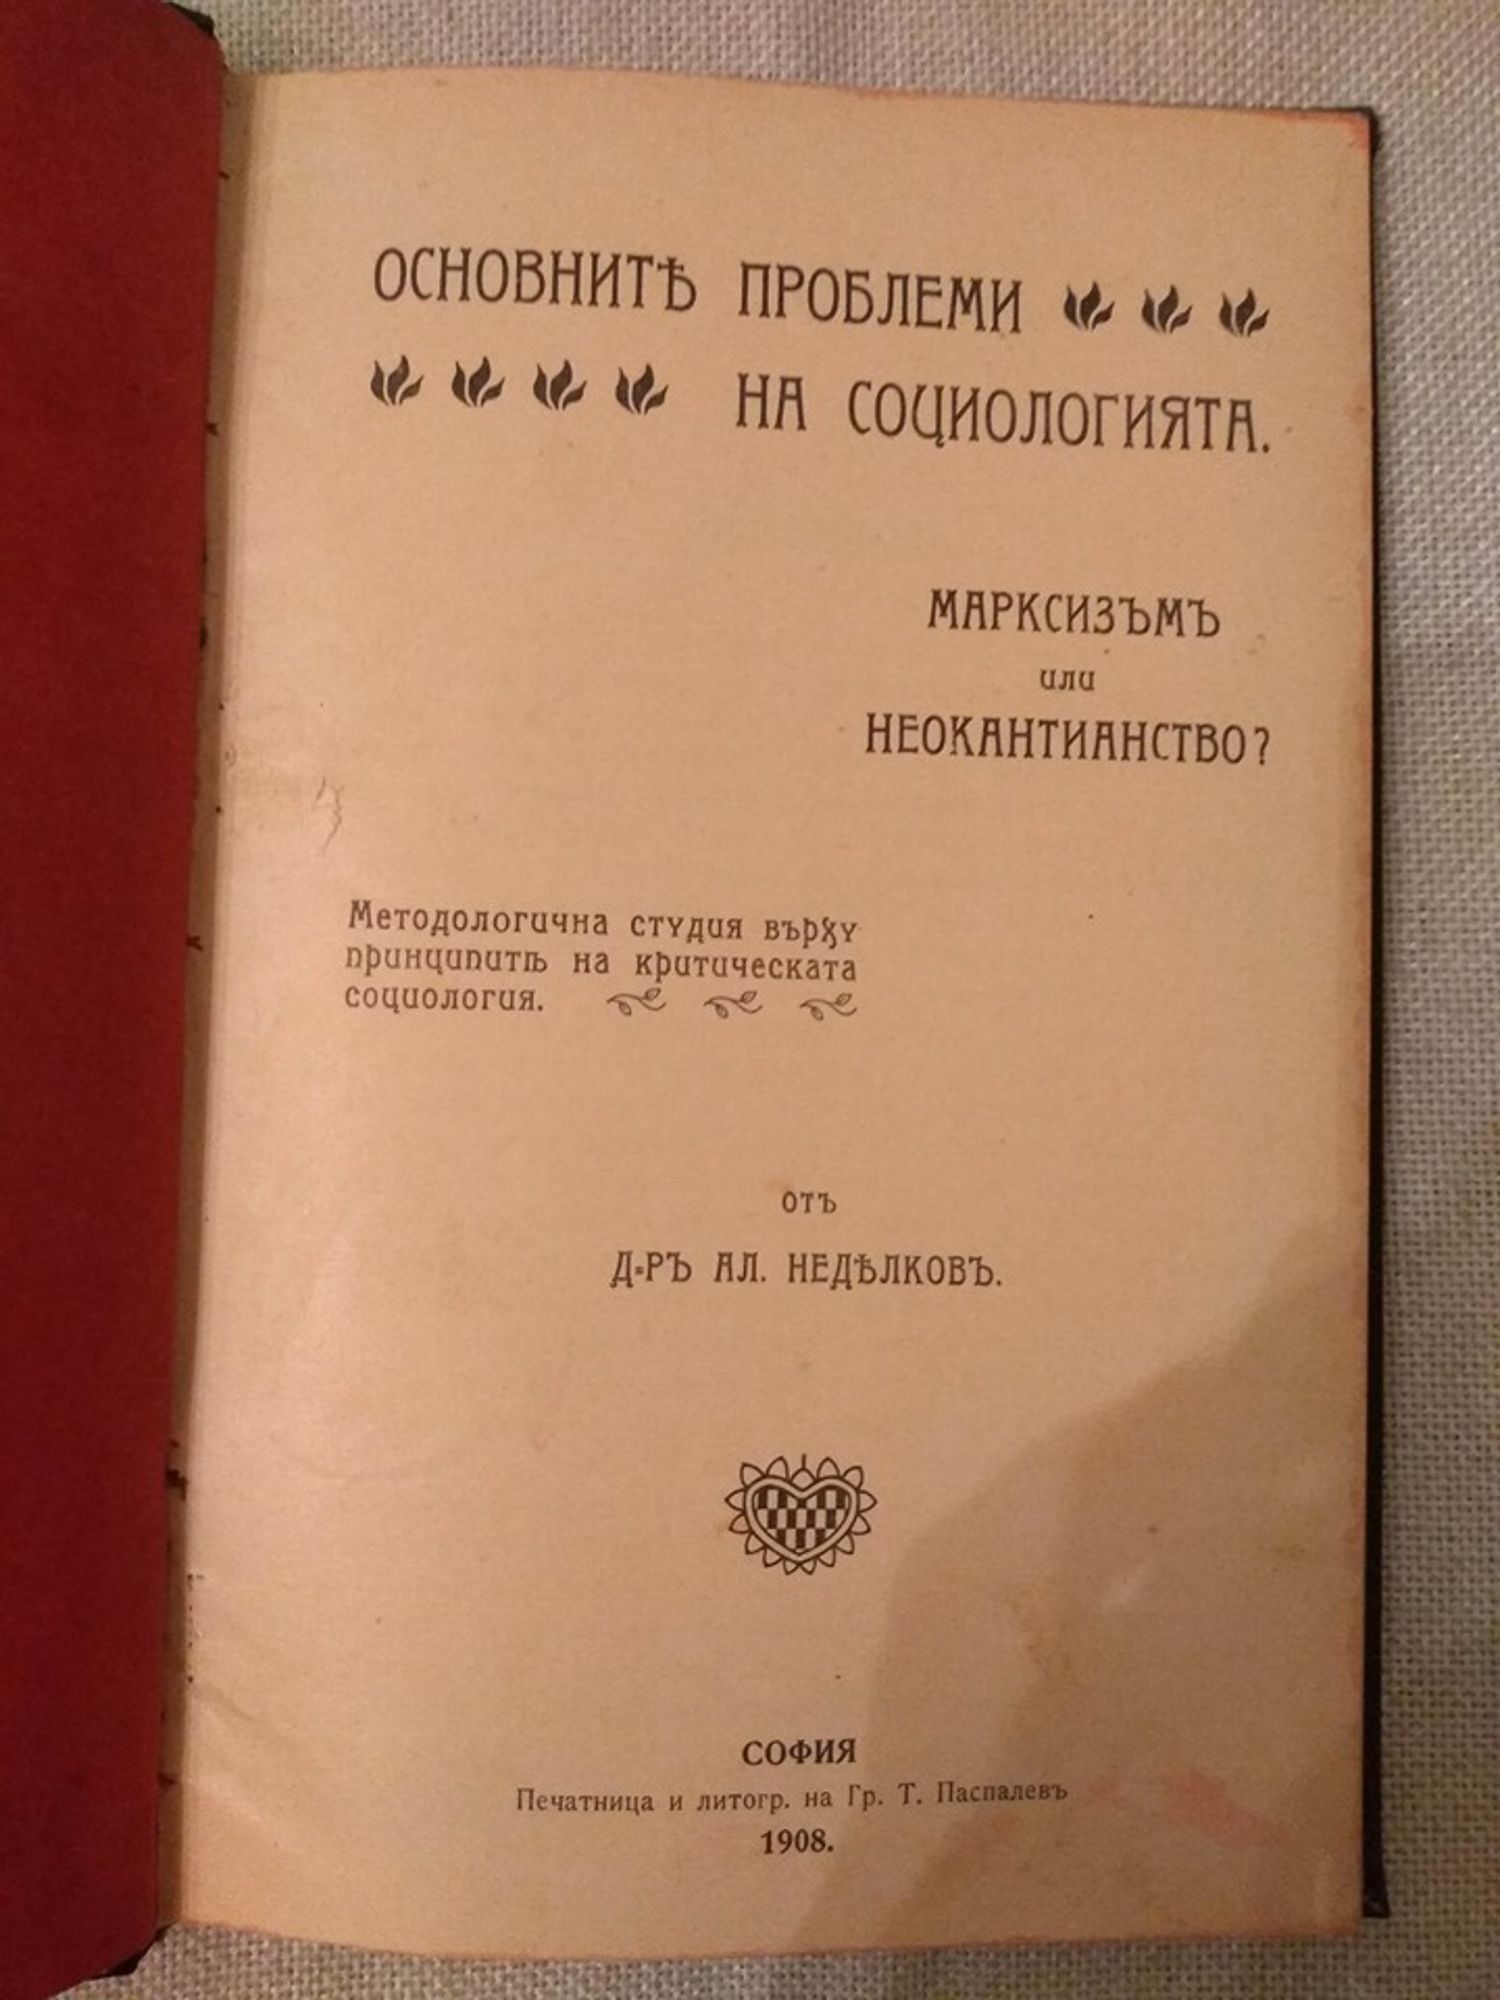 ОСНОВНИТѢ ПРОБЛЕМИ
НА СОЦИОЛОГИЯТА.
МАРКСИЗЪМЪ
или
НЕОКАНТИАНСТВО?
Методологична студия върху
принципитѣ на критическата
социология.
отъ
Д-РЪ АЛ. НЕДѢЛКОВЪ.
СОФИЯ
Печатница и литогр. на Гр. Т. Паспалевъ
1908.